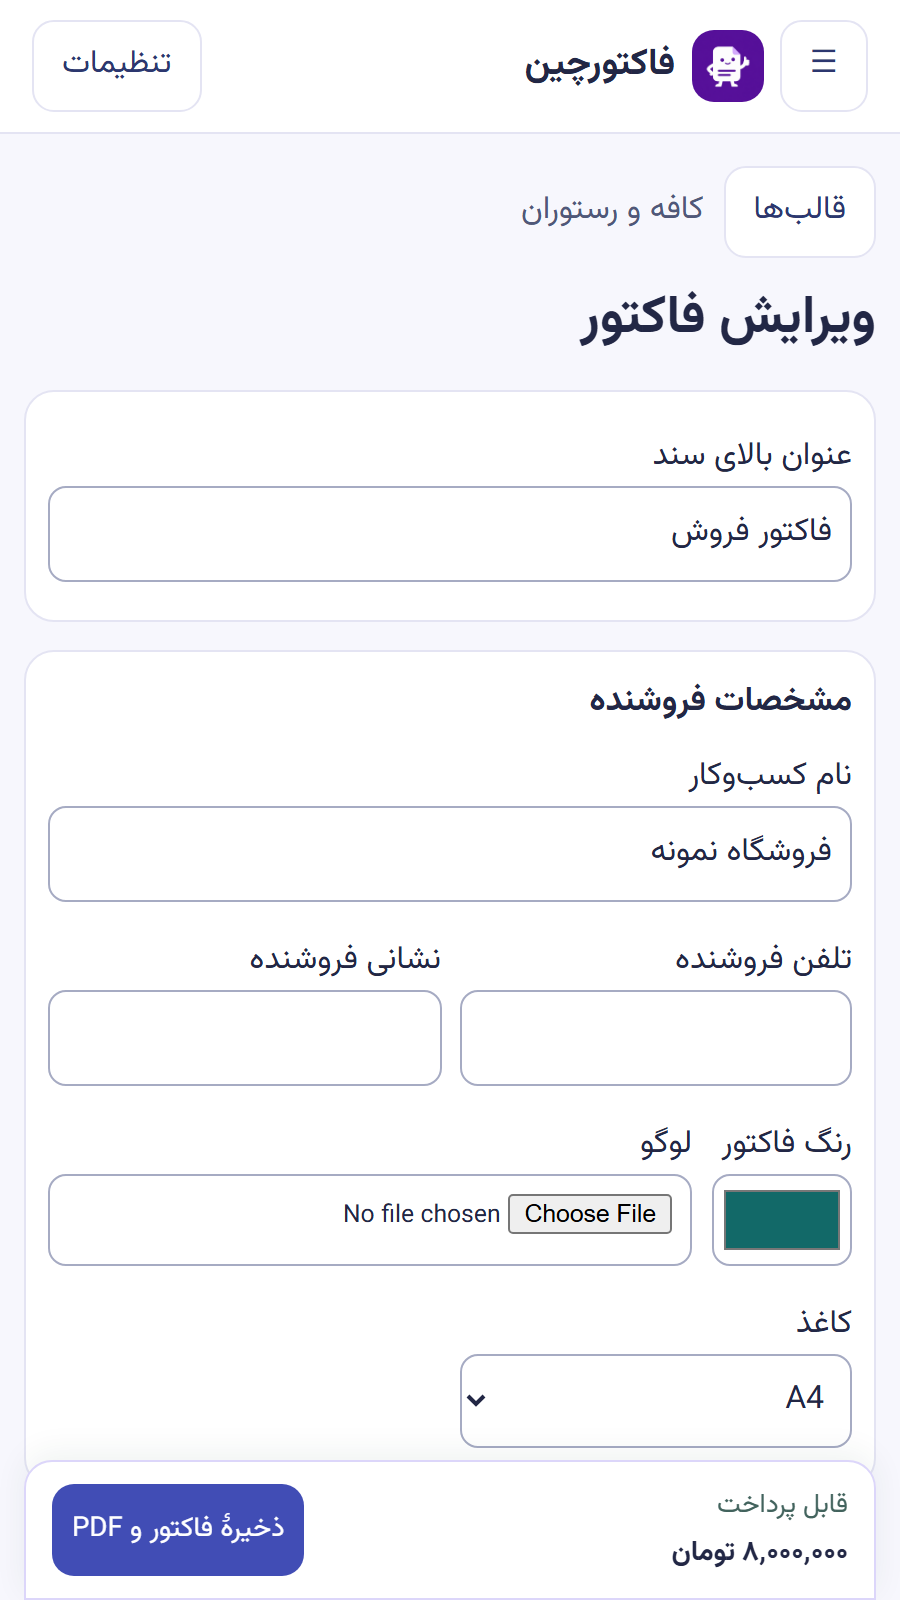 ☰
فاکتورچین
تنظیمات
قالب‌ها
کافه و رستوران
ویرایش فاکتور
عنوان بالای سند
فاکتور فروش
مشخصات فروشنده
نام کسب‌وکار
فروشگاه نمونه
تلفن فروشنده
نشانی فروشنده
رنگ فاکتور
لوگو
Choose File No file chosen
کاغذ
A4
قابل پرداخت
۸,۰۰۰,۰۰۰ تومان
ذخیرهٔ فاکتور و PDF